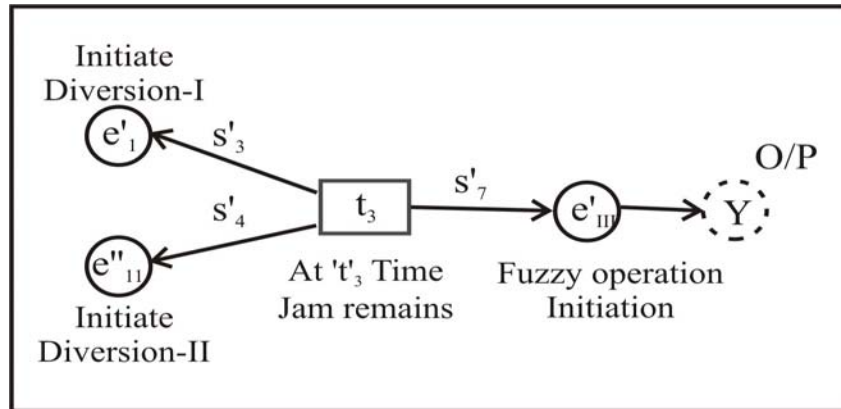 Initiate
Diversion-I
e'₁
s'₃
O/P
s'₄
t₃
s'₇
e'III
Y
e"₁₁
At 't'₃ Time
Jam remains
Fuzzy operation
Initiation
Initiate
Diversion-II